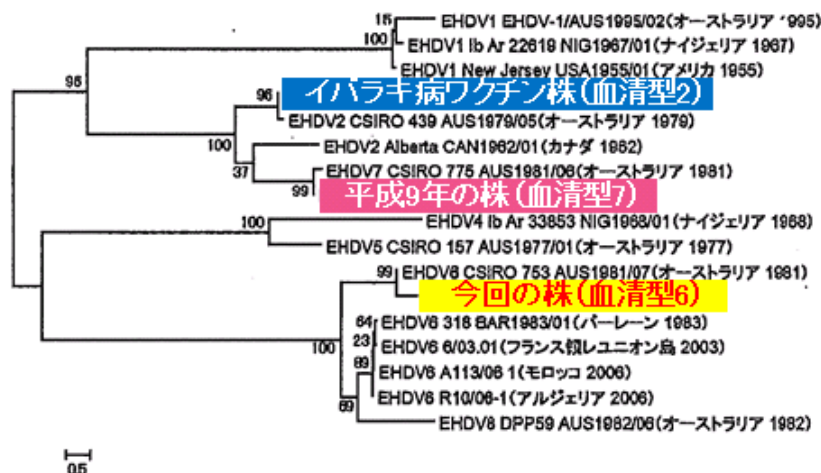 EHDV1 EHDV-1/AUS1995/02(オーストラリア 1995)
15
EHDV1 Ib Ar 22619 NIG1967/01(ナイジェリア 1967)
100
EHDV1 New Jersey USA1955/01(アメリカ 1955)
96
イバラキ病ワクチン株(血清型2)
96
EHDV2 CSIRO 439 AUS1979/05(オーストラリア 1979)
100
EHDV2 Alberta CAN1962/01(カナダ 1962)
37
EHDV7 CSIRO 775 AUS1981/06(オーストラリア 1981)
99
平成9年の株(血清型7)
100
EHDV4 Ib Ar 33853 NIG1968/01(ナイジェリア 1968)
EHDV5 CSIRO 157 AUS1977/01(オーストラリア 1977)
99
EHDV6 CSIRO 753 AUS1981/07(オーストラリア 1981)
今回の株(血清型6)
64
EHDV6 318 BAR1983/01(バーレーン 1983)
100
23
EHDV6 6/03.01(フランス領レユニオン島 2003)
89
EHDV6 A113/06 1(モロッコ 2006)
EHDV6 R10/06-1(アルジェリア 2006)
69
EHDV8 DPP59 AUS1982/06(オーストラリア 1982)
0.5